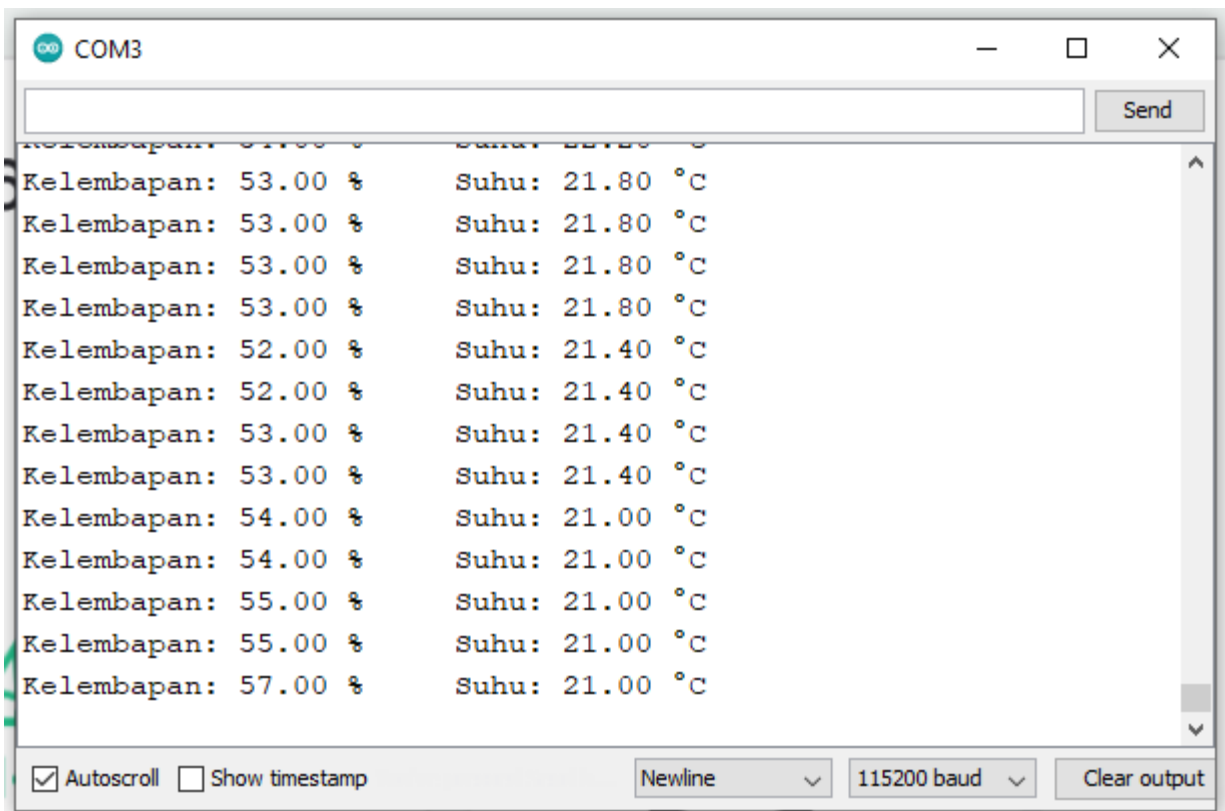 COM3
Send
Kelembapan: 53.00 % Suhu: 21.80 °C
Kelembapan: 53.00 % Suhu: 21.80 °C
Kelembapan: 53.00 % Suhu: 21.80 °C
Kelembapan: 53.00 % Suhu: 21.80 °C
Kelembapan: 52.00 % Suhu: 21.40 °C
Kelembapan: 52.00 % Suhu: 21.40 °C
Kelembapan: 53.00 % Suhu: 21.40 °C
Kelembapan: 53.00 % Suhu: 21.40 °C
Kelembapan: 54.00 % Suhu: 21.00 °C
Kelembapan: 54.00 % Suhu: 21.00 °C
Kelembapan: 55.00 % Suhu: 21.00 °C
Kelembapan: 55.00 % Suhu: 21.00 °C
Kelembapan: 57.00 % Suhu: 21.00 °C
Autoscroll Show timestamp Newline 115200 baud Clear output